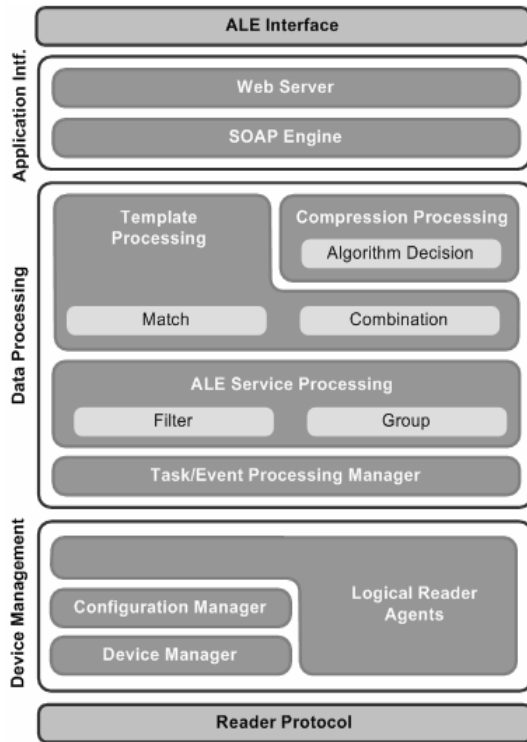 ALE Interface
Application Intf.
Web Server
SOAP Engine
Data Processing
Template
Processing
Compression Processing
Algorithm Decision
Match
Combination
ALE Service Processing
Filter
Group
Task/Event Processing Manager
Device Management
Logical Reader
Agents
Configuration Manager
Device Manager
Reader Protocol